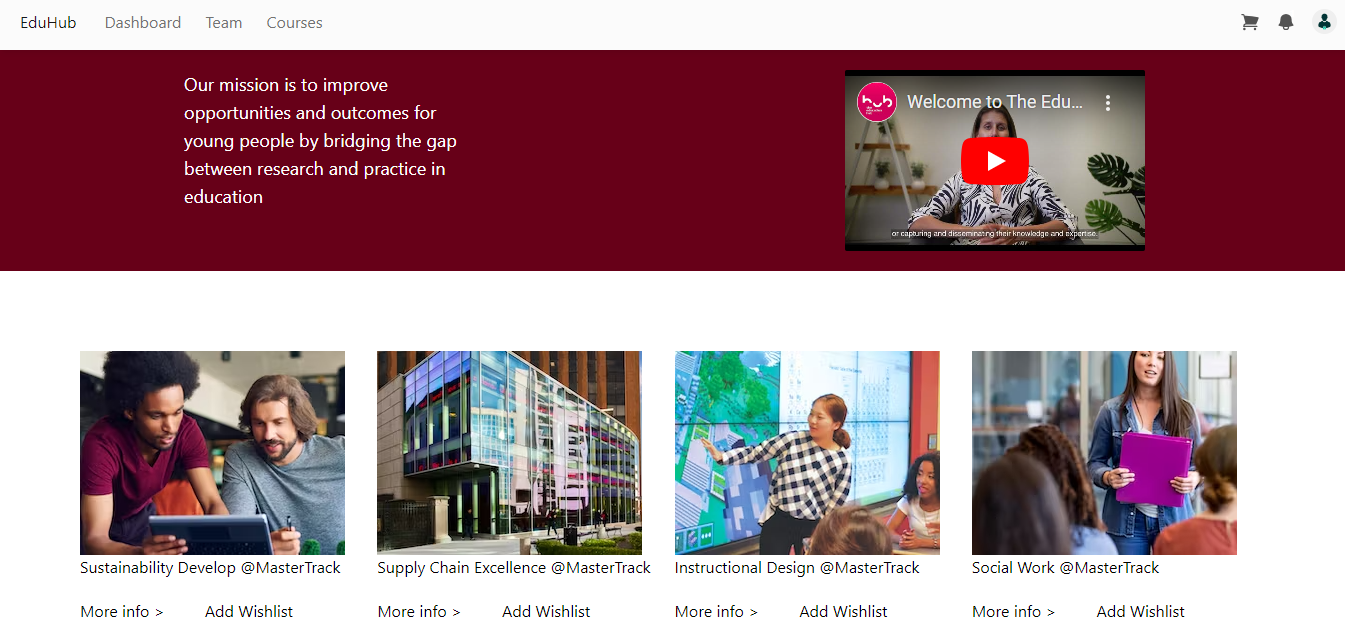 EduHub Dashboard Team Courses
Our mission is to improve
opportunities and outcomes for
young people by bridging the gap
between research and practice in
education
hub
Welcome to The Edu...
or capturing and disseminating their knowledge and expertise.
Sustainability Develop @MasterTrack
More info > Add Wishlist
Supply Chain Excellence @MasterTrack
More info > Add Wishlist
Instructional Design @MasterTrack
More info > Add Wishlist
Social Work @MasterTrack
More info > Add Wishlist